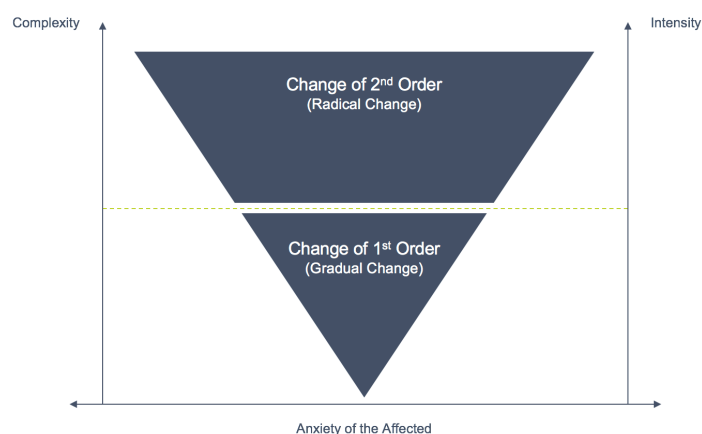 Complexity
Intensity
Change of 2nd Order
(Radical Change)
Change of 1st Order
(Gradual Change)
Anxiety of the Affected